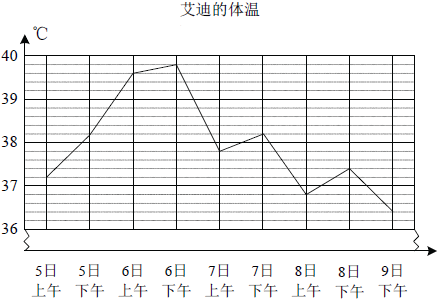 艾迪的体温
℃
40
39
38
37
36
5日 5日 6日 6日 7日 7日 8日 8日 9日
上午 下午 上午 下午 上午 下午 上午 下午 下午